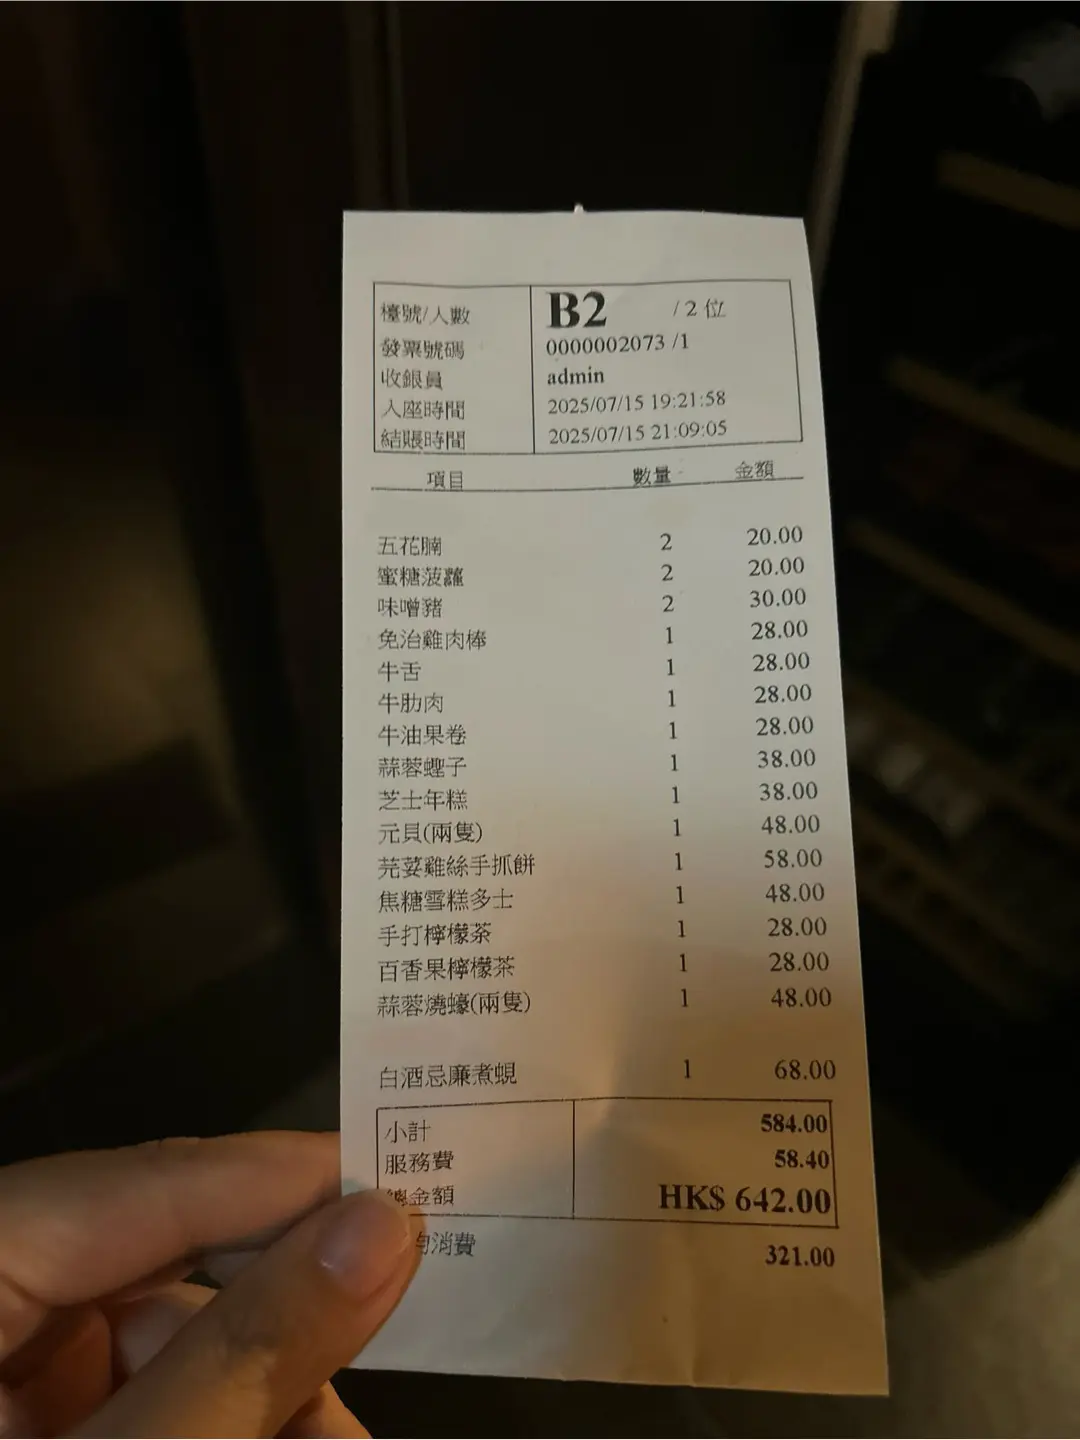 檯號/人數 B2 /2 位
發票號碼 0000002073 /1
收銀員 admin
入座時間 2025/07/15 19:21:58
結賬時間 2025/07/15 21:09:05
項目 數量 金額
五花腩 2 20.00
蜜糖菠蘿 2 20.00
味噌豬 2 30.00
免治雞肉棒 1 28.00
牛舌 1 28.00
牛肋肉 1 28.00
牛油果卷 1 28.00
蒜蓉蟶子 1 38.00
芝士年糕 1 38.00
元貝(兩隻) 1 48.00
芫荽雞絲手抓餅 1 58.00
焦糖雪糕多士 1 48.00
手打檸檬茶 1 28.00
百香果檸檬茶 1 28.00
蒜蓉燒蠔(兩隻) 1 48.00
白酒忌廉煮蜆 1 68.00
小計 584.00
服務費 58.40
總金額 HK$ 642.00
均消費 321.00